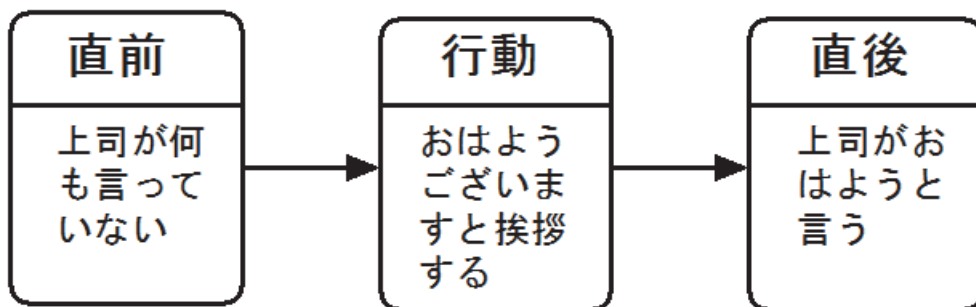 直前
上司が何
も言って
いない
行動
おはよう
ございま
すと挨拶
する
直後
上司がお
はようと
言う